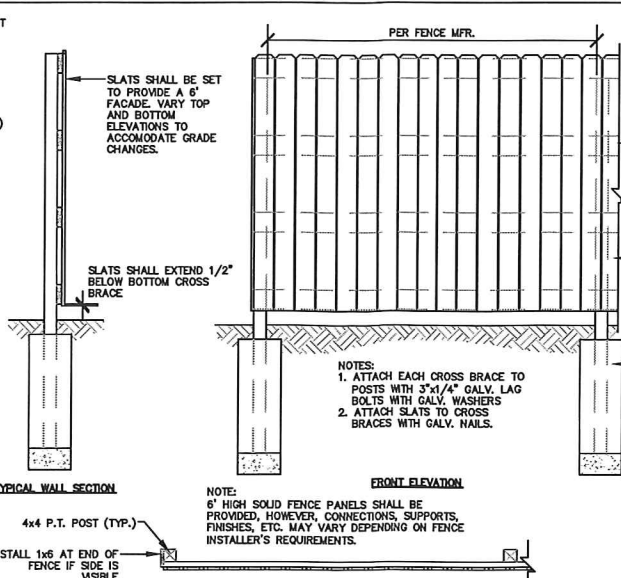 T
PER FENCE MFR.
SLATS SHALL BE SET
TO PROVIDE A 6'
FACADE. VARY TOP
AND BOTTOM
ELEVATIONS TO
ACCOMODATE GRADE
CHANGES.
)
SLATS SHALL EXTEND 1/2"
BELOW BOTTOM CROSS
BRACE
NOTES:
1. ATTACH EACH CROSS BRACE TO
POSTS WITH 3"x1/4" GALV. LAG
BOLTS WITH GALV. WASHERS
2. ATTACH SLATS TO CROSS
BRACES WITH GALV. NAILS.
YPICAL WALL SECTION
FRONT ELEVATION
NOTE:
6' HIGH SOLID FENCE PANELS SHALL BE
PROVIDED, HOWEVER, CONNECTIONS, SUPPORTS,
FINISHES, ETC. MAY VARY DEPENDING ON FENCE
INSTALLER'S REQUIREMENTS.
4x4 P.T. POST (TYP.)
STALL 1x6 AT END OF
FENCE IF SIDE IS
VISIBLE